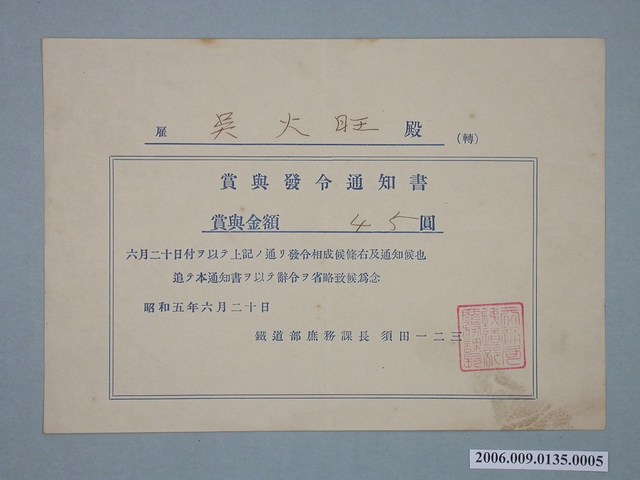 雇 吳火旺 殿 (轉)
賞與發令通知書
賞與金額 45圓
六月二十日付ヲ以テ上記ノ通リ發令相成候條右及通知候也
追テ本通知書ヲ以テ辭令ヲ省略致候爲念
昭和五年六月二十日
鐵道部庶務課長 須田一二三
2006.009.0135.0005